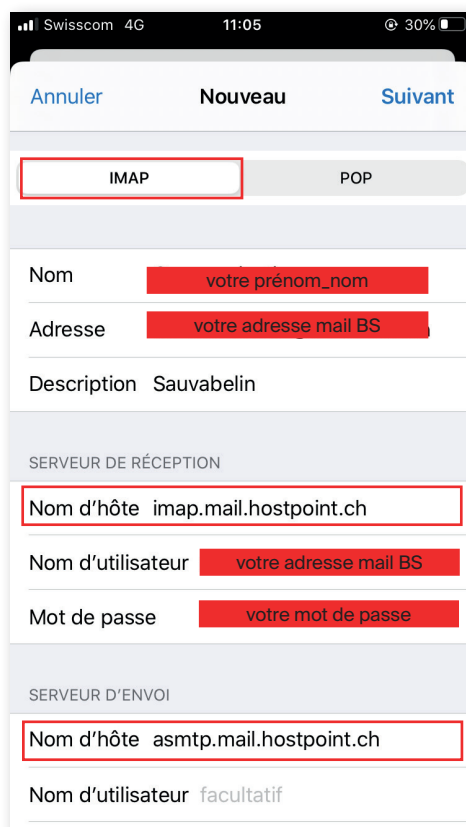 Swisscom 4G 11:05 30%
Annuler Nouveau Suivant
IMAP POP
Nom votre prénom_nom
Adresse votre adresse mail BS
Description Sauvabelin
SERVEUR DE RÉCEPTION
Nom d'hôte imap.mail.hostpoint.ch
Nom d'utilisateur votre adresse mail BS
Mot de passe votre mot de passe
SERVEUR D'ENVOI
Nom d'hôte asmtp.mail.hostpoint.ch
Nom d'utilisateur facultatif